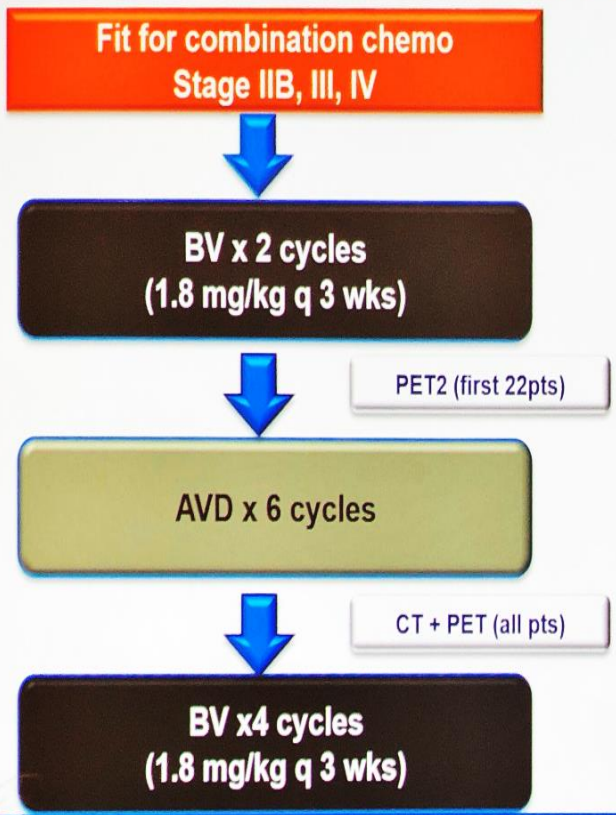 Fit for combination chemo
Stage IIB, III, IV
BV x 2 cycles
(1.8 mg/kg q 3 wks)
PET2 (first 22pts)
AVD x 6 cycles
CT + PET (all pts)
BV x4 cycles
(1.8 mg/kg q 3 wks)